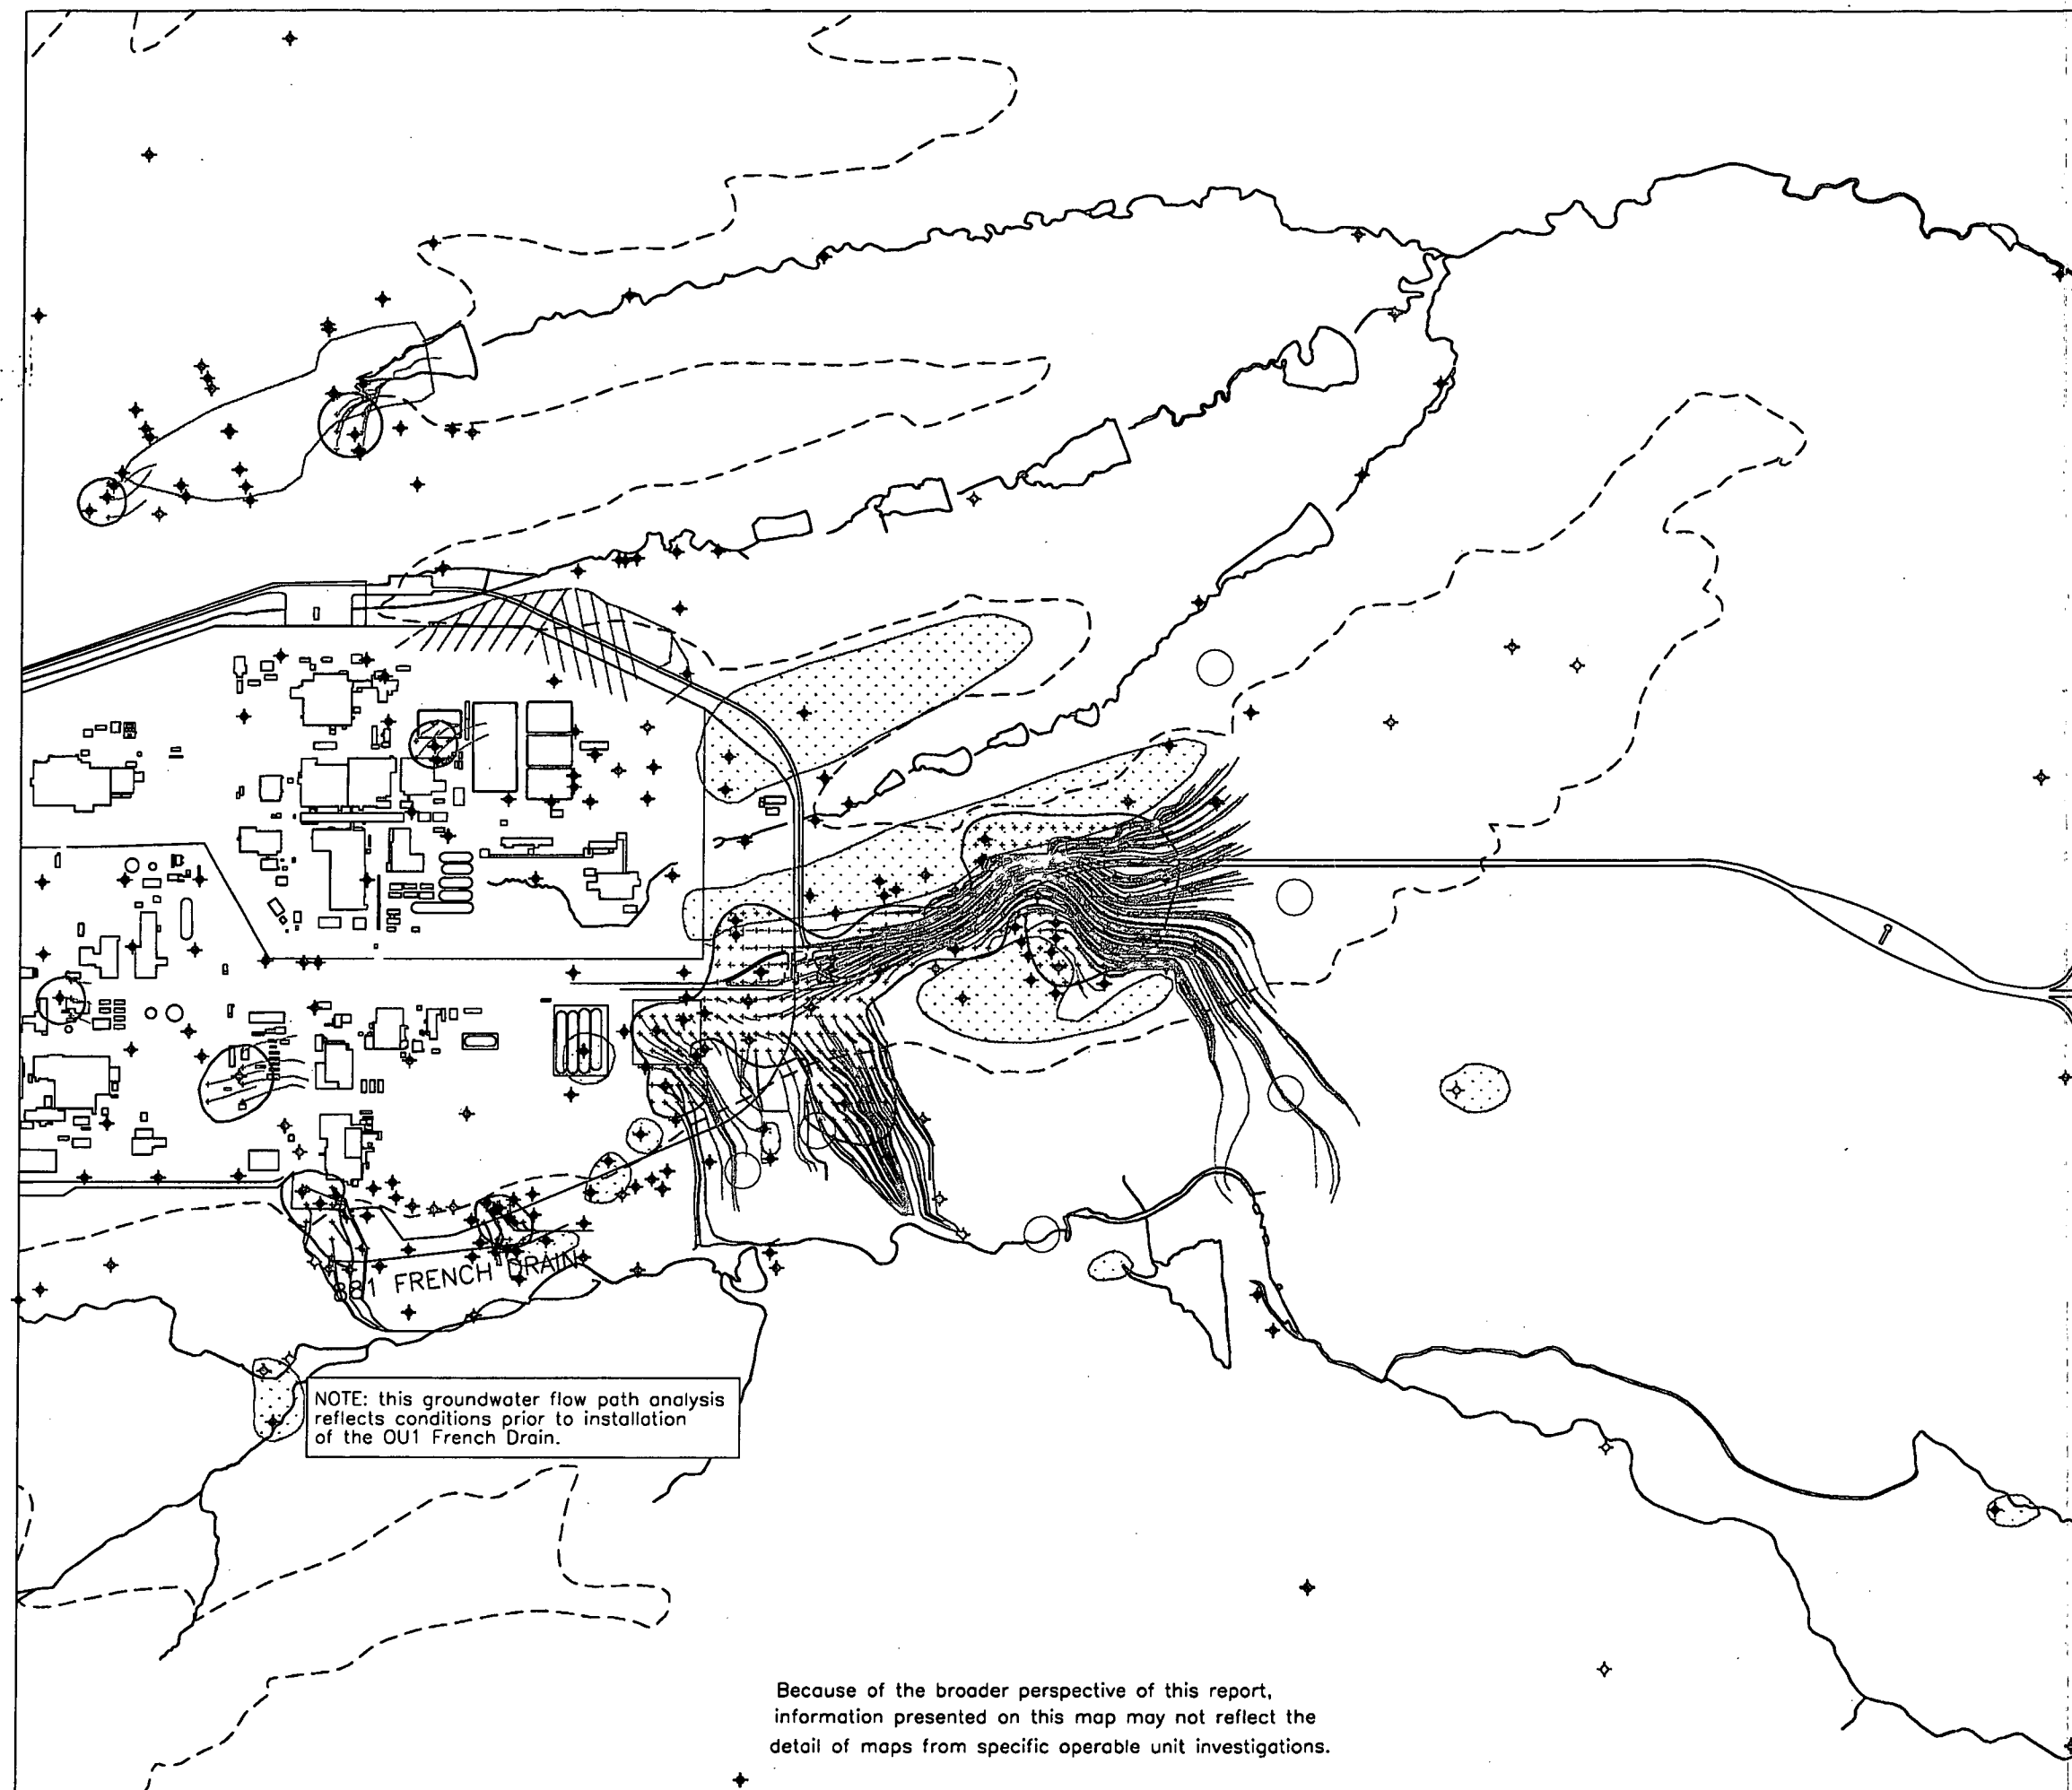 881 FRENCH DRAIN
NOTE: this groundwater flow path analysis
reflects conditions prior to installation
of the OU1 French Drain.
Because of the broader perspective of this report,
information presented on this map may not reflect the
detail of maps from specific operable unit investigations.